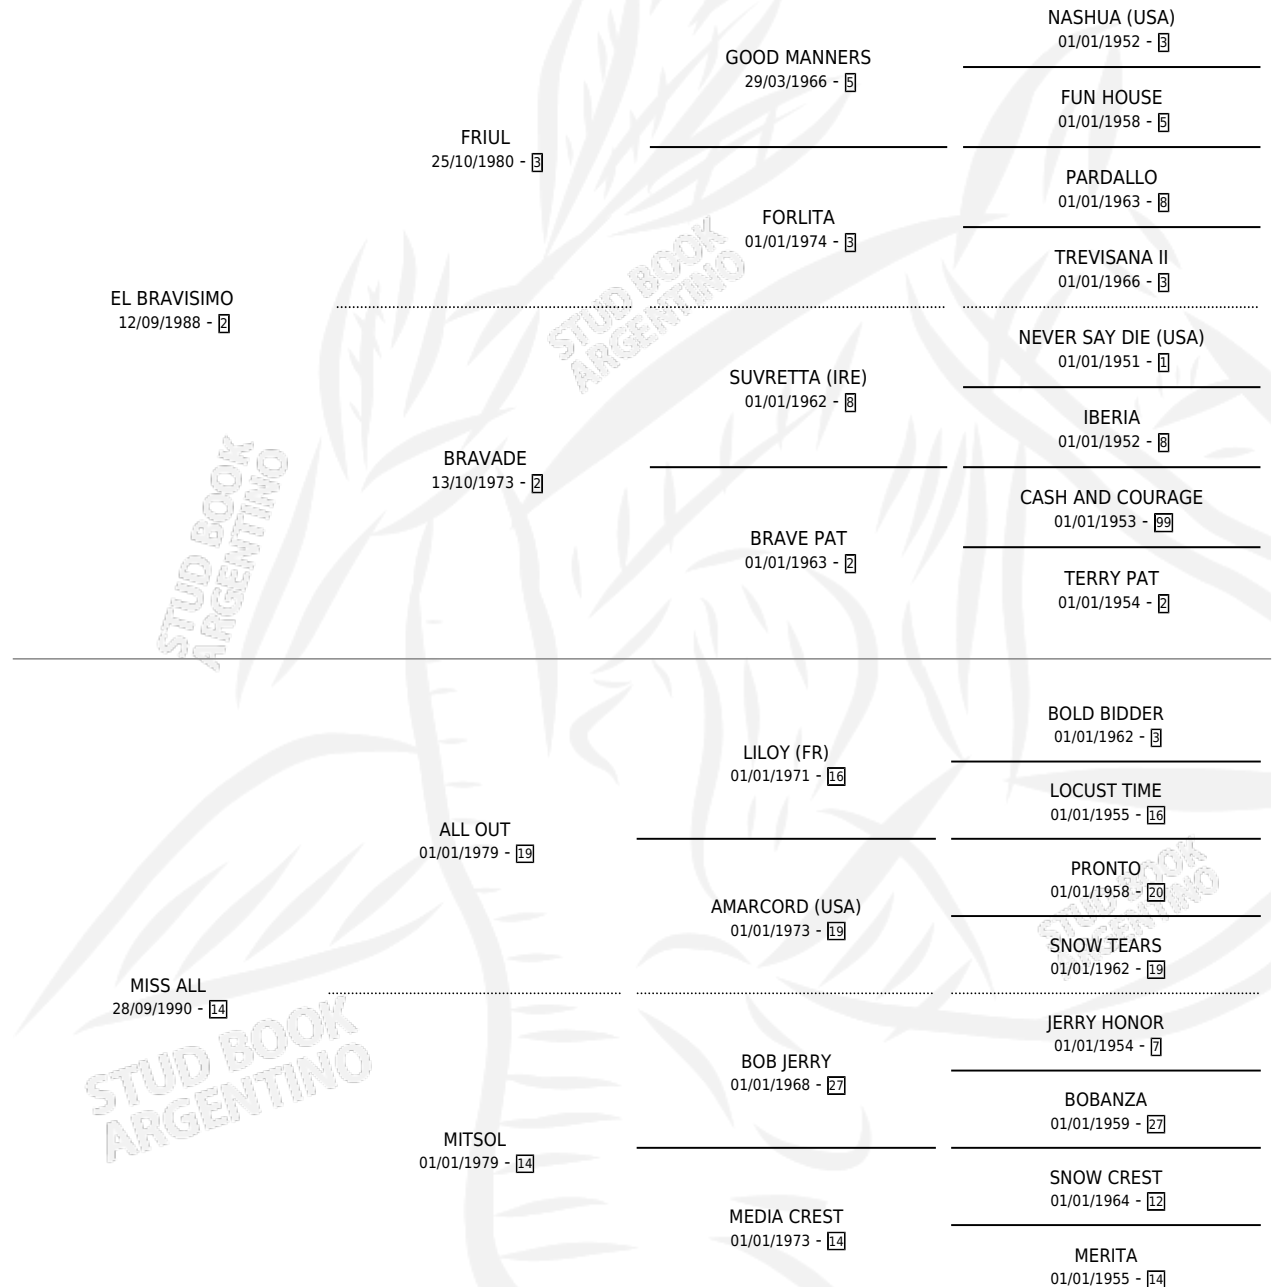 NASHUA (USA)
01/01/1952 - 3
GOOD MANNERS
29/03/1966 - 5
FUN HOUSE
01/01/1958 - 5
FRIUL
25/10/1980 - 3
PARDALLO
01/01/1963 - 8
FORLITA
01/01/1974 - 3
TREVISANA II
01/01/1966 - 3
EL BRAVISIMO
12/09/1988 - 2
STUD BOOK
ARGENTINO
NEVER SAY DIE (USA)
01/01/1951 - 1
SUVRETTA (IRE)
01/01/1962 - 8
IBERIA
01/01/1952 - 8
BRAVADE
13/10/1973 - 2
CASH AND COURAGE
01/01/1953 - 99
BRAVE PAT
01/01/1963 - 2
TERRY PAT
01/01/1954 - 2
STUD BOOK
ARGENTINO
BOLD BIDDER
01/01/1962 - 3
LILOY (FR)
01/01/1971 - 16
LOCUST TIME
01/01/1955 - 16
ALL OUT
01/01/1979 - 19
PRONTO
01/01/1958 - 20
AMARCORD (USA)
01/01/1973 - 19
STUD BOOK
ARGENTINO
SNOW TEARS
01/01/1962 - 19
MISS ALL
28/09/1990 - 14
STUD BOOK
ARGENTINO
JERRY HONOR
01/01/1954 - 7
BOB JERRY
01/01/1968 - 27
BOBANZA
01/01/1959 - 27
MITSOL
01/01/1979 - 14
SNOW CREST
01/01/1964 - 12
MEDIA CREST
01/01/1973 - 14
MERITA
01/01/1955 - 14